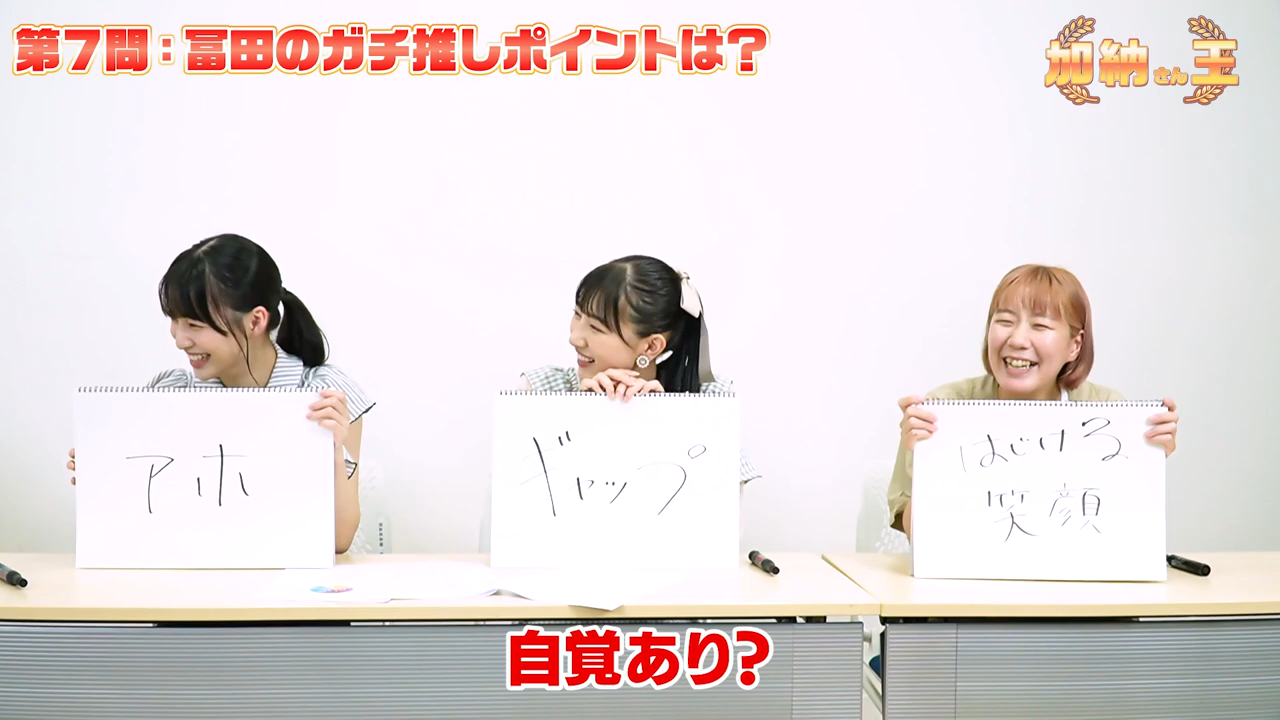 第7問：冨田のガチ推しポイントは？
加納さん王
アホ
ギャップ
はじける
笑顔
自覚あり?